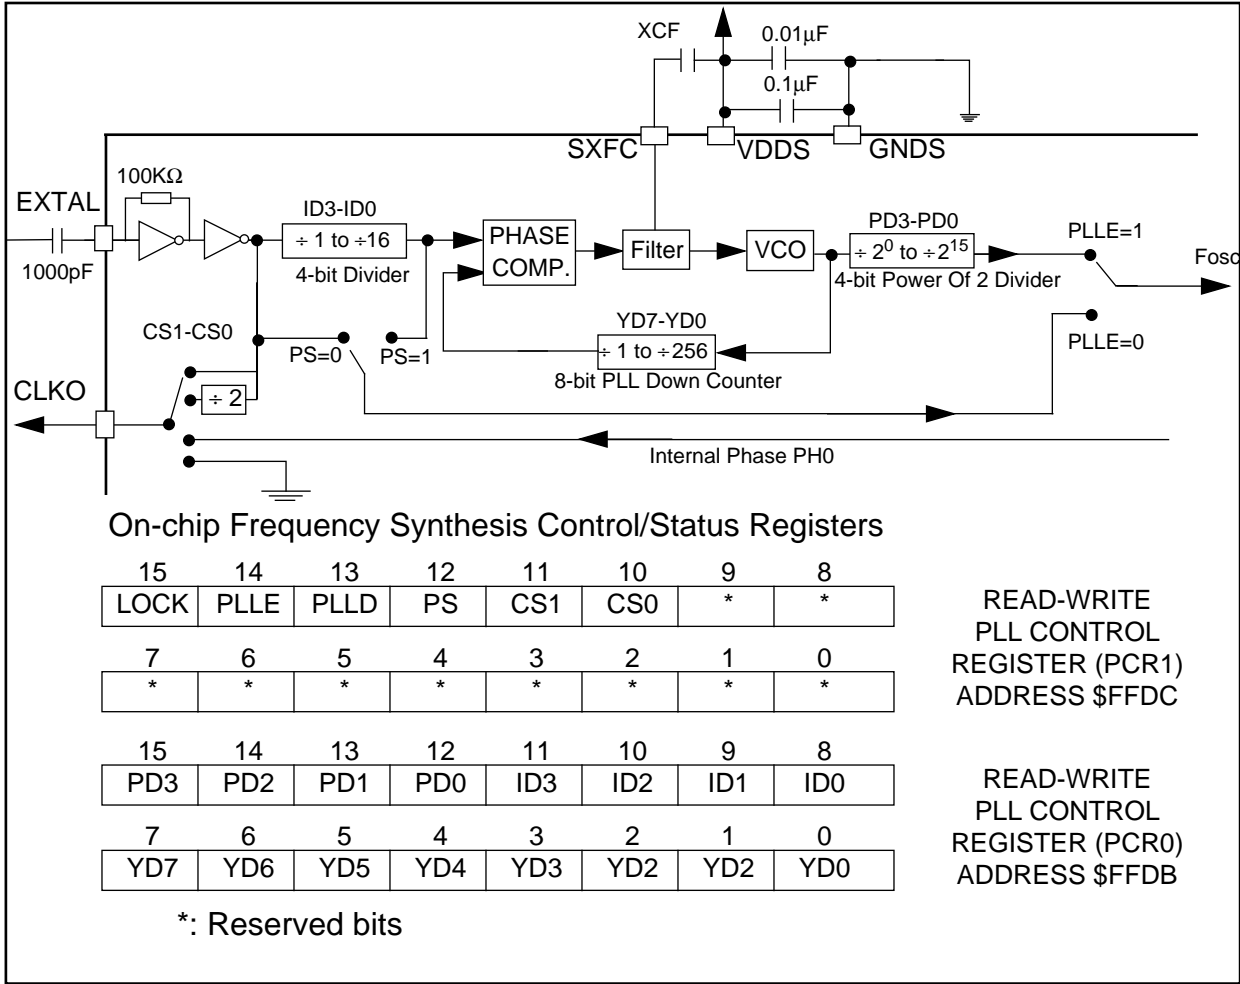 XCF
0.01μF
0.1μF
SXFC
VDDS
GNDS
100KΩ
EXTAL
1000pF
ID3-ID0
÷ 1 to ÷16
4-bit Divider
PHASE
COMP.
Filter
VCO
PD3-PD0
÷ 2⁰ to ÷2¹⁵
4-bit Power Of 2 Divider
PLLE=1
Fosc
PLLE=0
CS1-CS0
PS=0
PS=1
YD7-YD0
÷ 1 to ÷256
8-bit PLL Down Counter
CLKO
÷ 2
Internal Phase PH0
On-chip Frequency Synthesis Control/Status Registers
15 14 13 12 11 10 9 8
LOCK PLLE PLLD PS CS1 CS0 * *
7 6 5 4 3 2 1 0
* * * * * * * *
READ-WRITE
PLL CONTROL
REGISTER (PCR1)
ADDRESS $FFDC
15 14 13 12 11 10 9 8
PD3 PD2 PD1 PD0 ID3 ID2 ID1 ID0
7 6 5 4 3 2 1 0
YD7 YD6 YD5 YD4 YD3 YD2 YD2 YD0
READ-WRITE
PLL CONTROL
REGISTER (PCR0)
ADDRESS $FFDB
*: Reserved bits